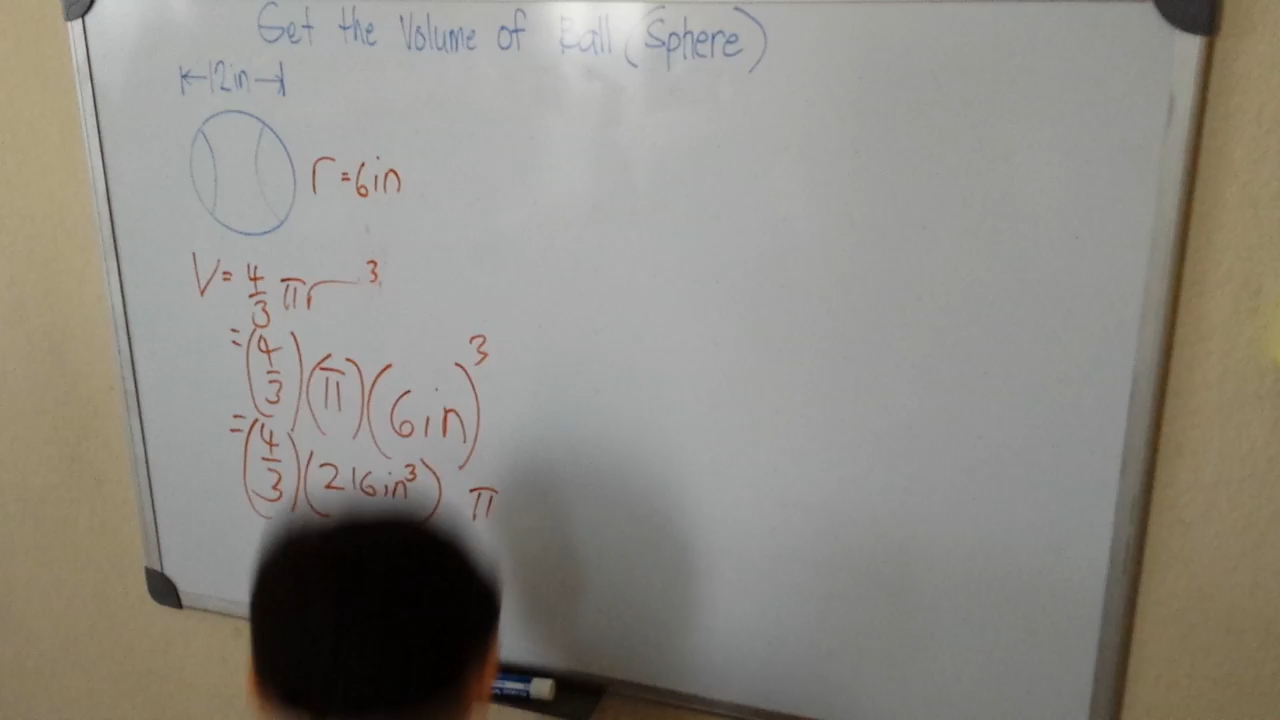 Get the Volume of Ball (Sphere)
12in
r=6in
V=4/3 πr³
=(4/3)(π)(6in)³
=(4/3)(216in³) π